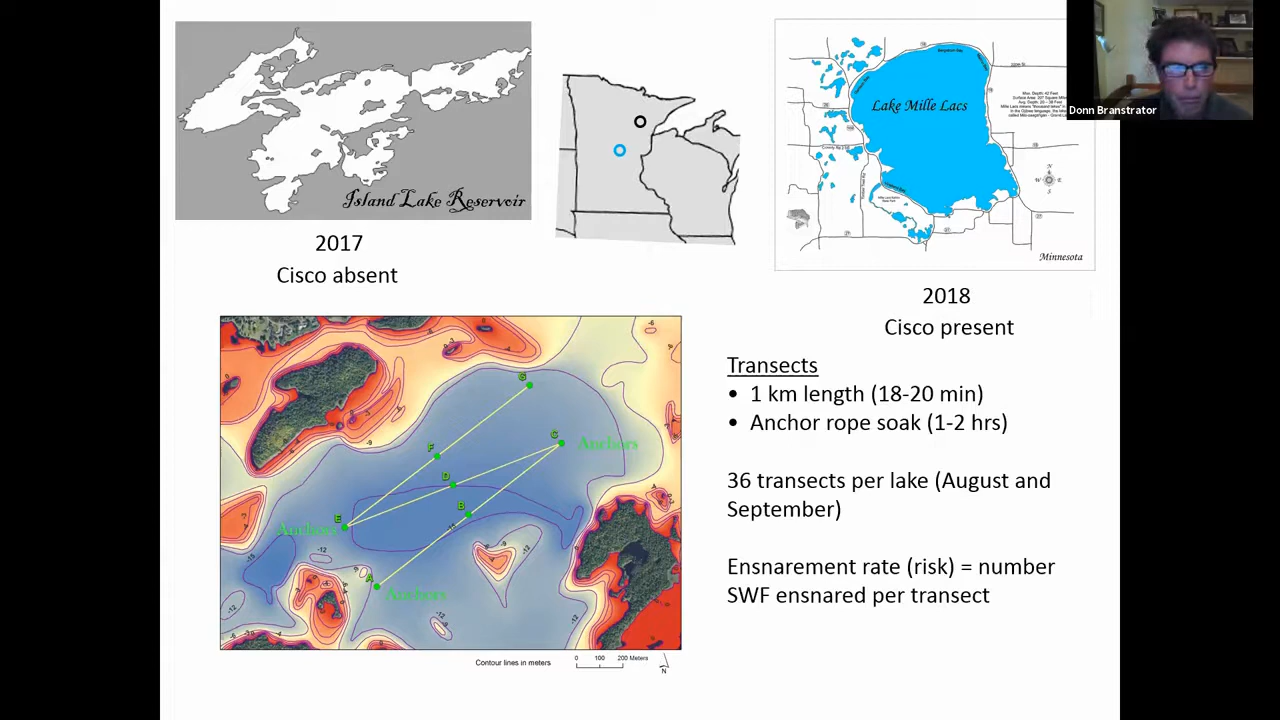 Island Lake Reservoir
2017
Cisco absent
Lake Mille Lacs
Minnesota
Donn Branstrator
2018
Cisco present
Transects
• 1 km length (18-20 min)
• Anchor rope soak (1-2 hrs)
36 transects per lake (August and
September)
Ensnarement rate (risk) = number
SWF ensnared per transect
G
C
Anchors
F
D
B
E
Anchors
A
Anchors
Contour lines in meters
0 100 200 Meters
N